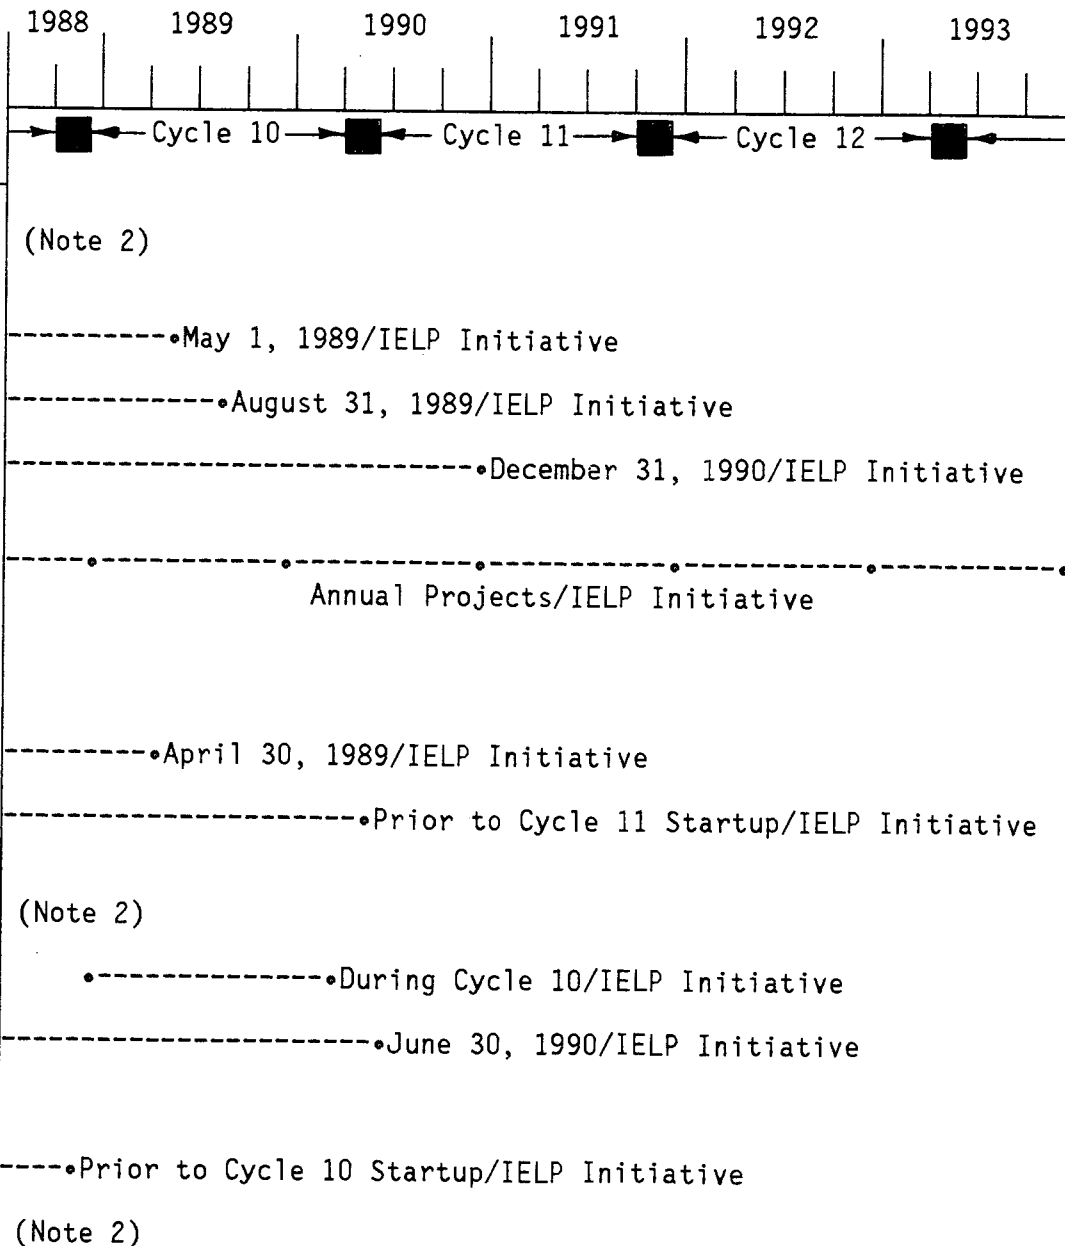 1988 1989 1990 1991 1992 1993
Cycle 10 Cycle 11 Cycle 12
(Note 2)
May 1, 1989/IELP Initiative
August 31, 1989/IELP Initiative
December 31, 1990/IELP Initiative
Annual Projects/IELP Initiative
April 30, 1989/IELP Initiative
Prior to Cycle 11 Startup/IELP Initiative
(Note 2)
During Cycle 10/IELP Initiative
June 30, 1990/IELP Initiative
Prior to Cycle 10 Startup/IELP Initiative
(Note 2)